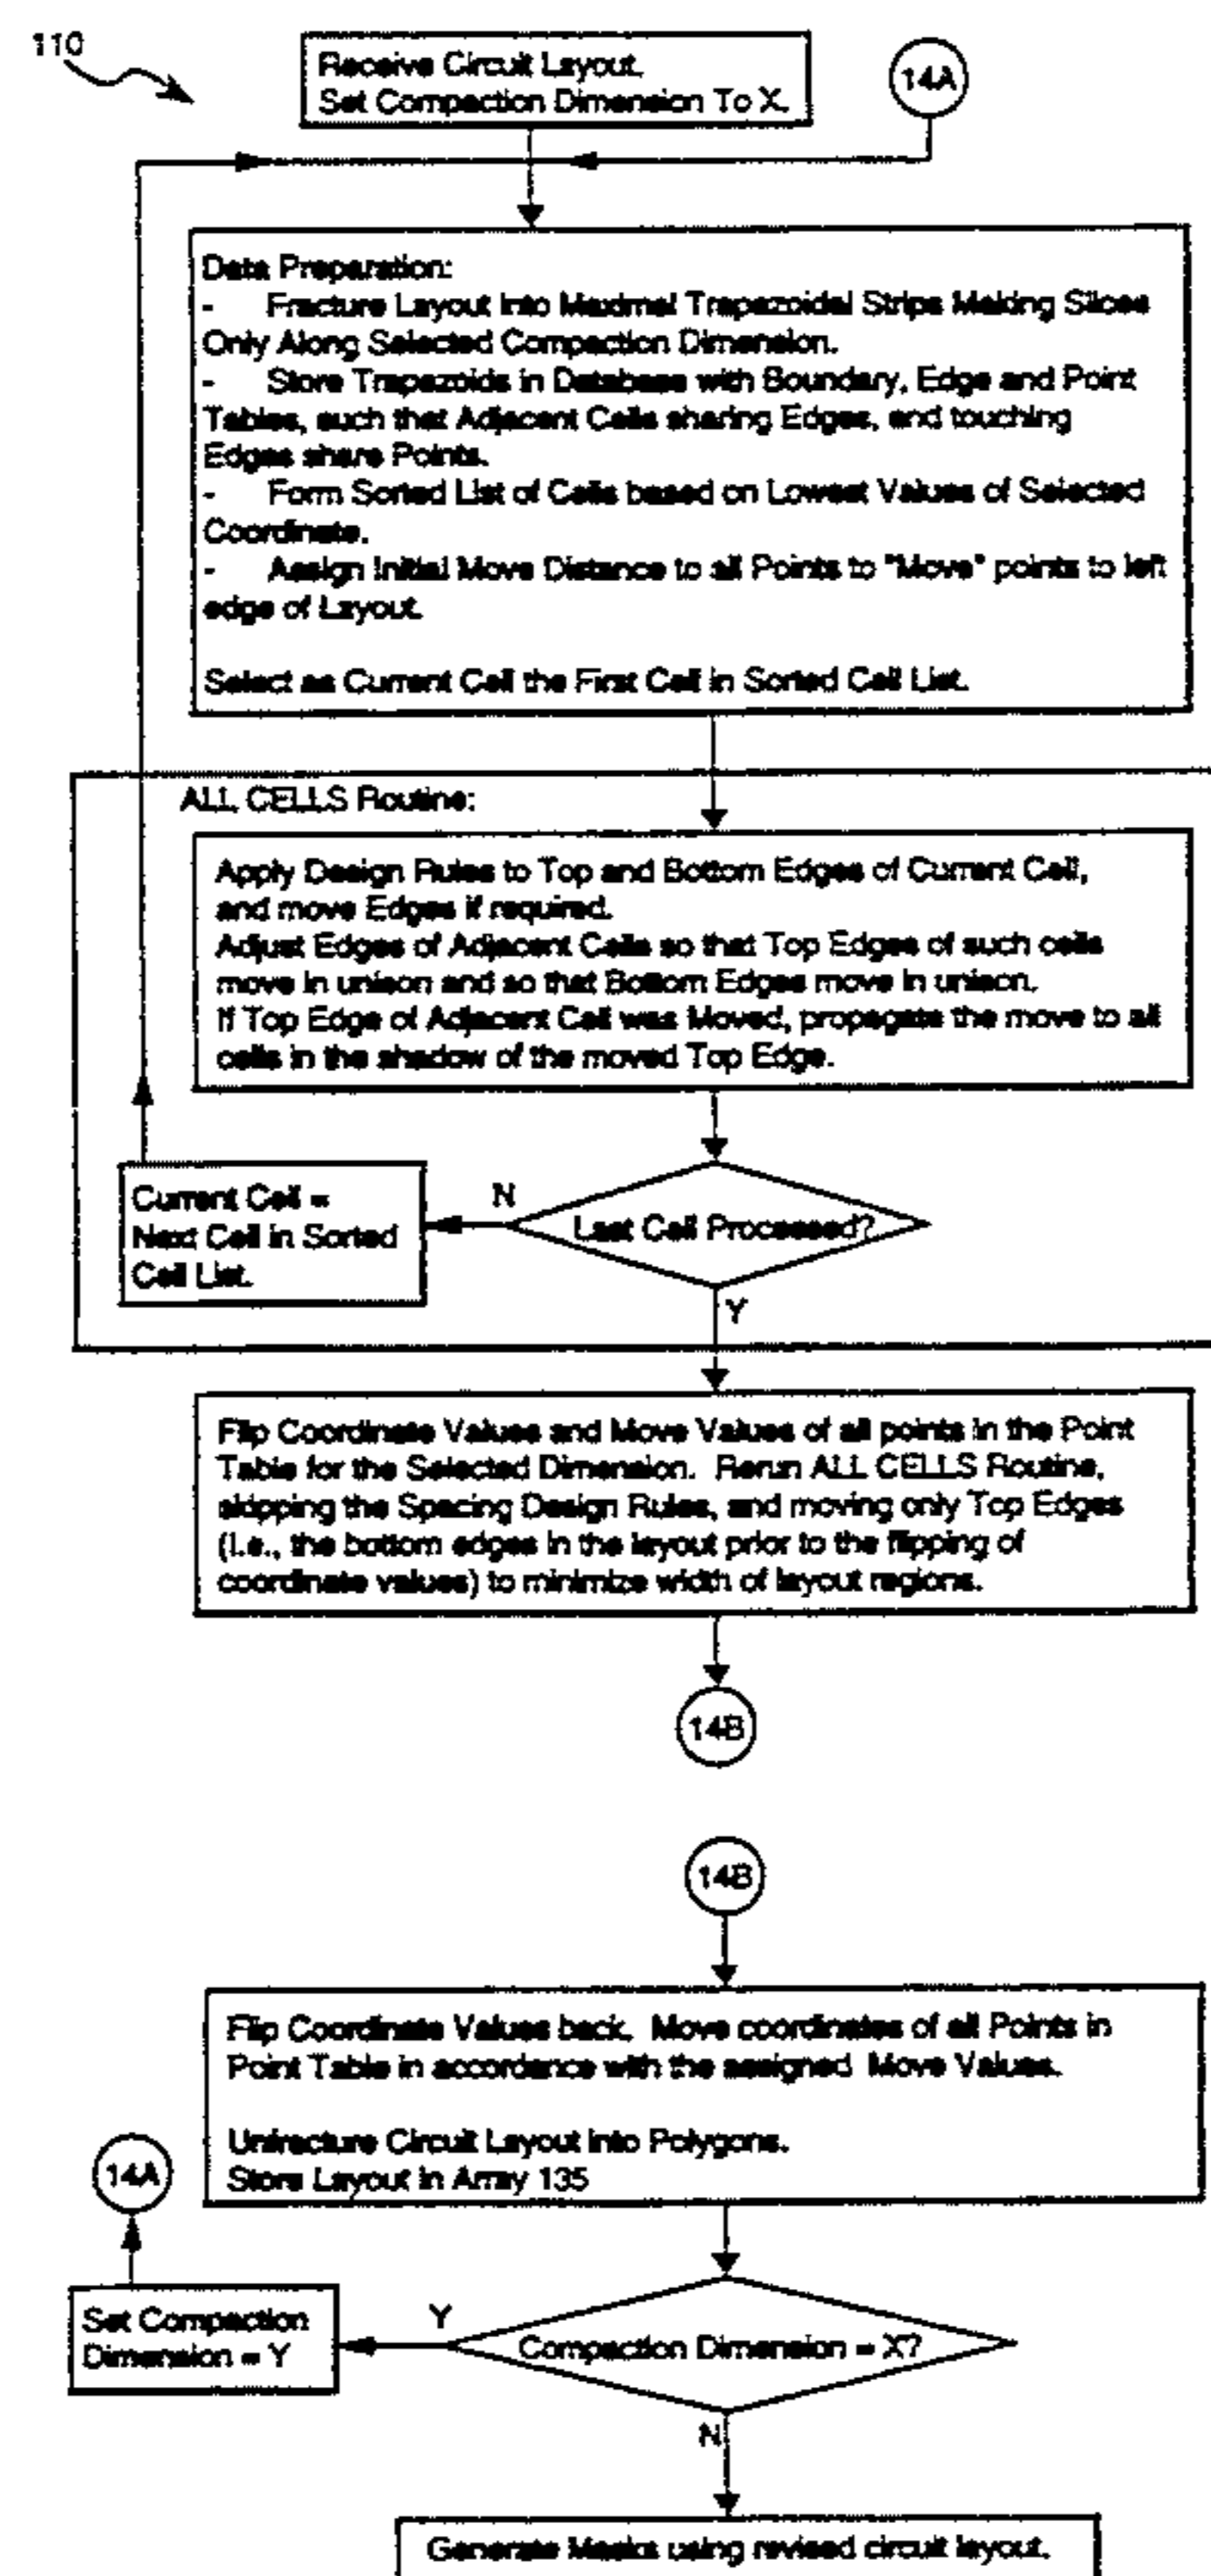 110
Receive Circuit Layout.
Set Compaction Dimension To X.
14A
Data Preparation:
- Fracture Layout into Maximal Trapezoidal Strips Making Slices
Only Along Selected Compaction Dimension.
- Store Trapezoids in Database with Boundary, Edge and Point
Tables, such that Adjacent Cells sharing Edges, and touching
Edges share Points.
- Form Sorted List of Cells based on Lowest Values of Selected
Coordinate.
- Assign Initial Move Distance to all Points to "Move" points to left
edge of Layout.
Select as Current Cell the First Cell in Sorted Cell List.
ALL CELLS Routine:
Apply Design Rules to Top and Bottom Edges of Current Cell,
and move Edges if required.
Adjust Edges of Adjacent Cells so that Top Edges of such cells
move in unison and so that Bottom Edges move in unison.
If Top Edge of Adjacent Cell was Moved, propagate the move to all
cells in the shadow of the moved Top Edge.
Current Cell =
Next Cell in Sorted
Cell List.
N
Last Cell Processed?
Y
Flip Coordinate Values and Move Values of all points in the Point
Table for the Selected Dimension. Rerun ALL CELLS Routine,
skipping the Spacing Design Rules, and moving only Top Edges
(i.e., the bottom edges in the layout prior to the flipping of
coordinate values) to minimize width of layout regions.
14B
14B
Flip Coordinate Values back. Move coordinates of all Points in
Point Table in accordance with the assigned Move Values.
Unfracture Circuit Layout into Polygons.
Store Layout in Array 135
14A
Set Compaction
Dimension = Y
Y
Compaction Dimension = X?
N
Generate Masks using revised circuit layout.